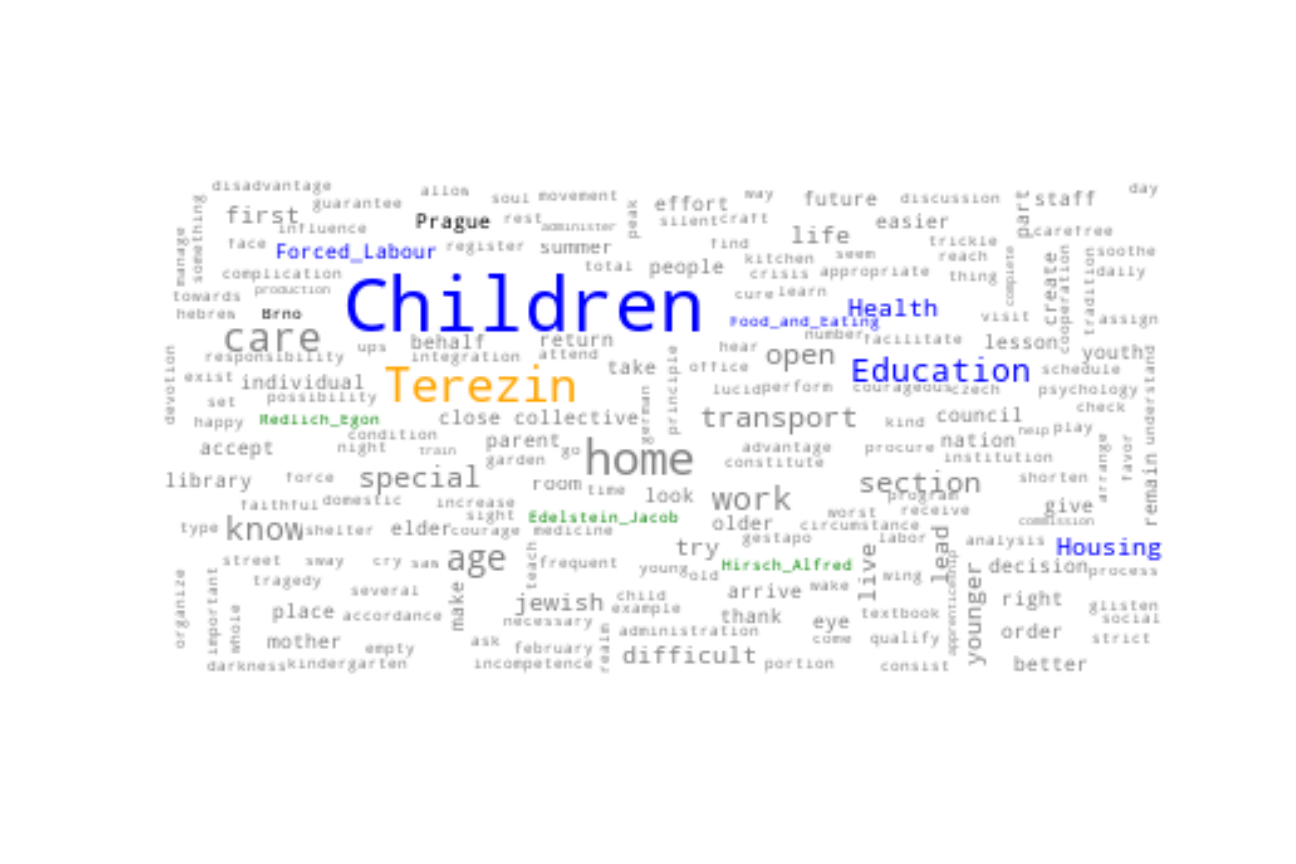 disadvantage
allow
soul movement
way
day
something
guarantee
peak
effort
future
discussion
part
staff
first
Prague
rest
administer
silent
craft
easier
carefree
influence
life
manage
face
Forced_Labour
register
summer
find
kitchen
seem
trickle
reach
complete
create
cooperation
tradition
soothe
complication
total
people
crisis
appropriate
thing
daily
towards
production
Children
cure
learn
hebrew
Brno
Food_and_Eating
Health
visit
assign
care
behalf
return
number
facilitate
lesson
youth
responsibility
ups
integration
attend
hear
open
devotion
exist
individual
Terezin
take
principle
office
Education
schedule
understand
set
possibility
german
lucid
perform
courageous
czech
psychology
happy
Redlich_Egon
close
collective
transport
kind
council
check
condition
help
play
accept
night
train
parent
go
home
advantage
procure
nation
garden
constitute
institution
arrange
favor
library
force
special
room
time
look
work
section
program
shorten
remain
faithful
domestic
increase
worst
receive
give
type
know
shelter
elder
courage
sight
medicine
Edelstein_Jacob
older
circumstance
commission
gestapo
labor
lead
analysis
Housing
try
street
sway
cry
saw
age
teach
frequent
young
old
Hirsch_Alfred
live
wing
apprenticeship
decision
process
organize
important
tragedy
several
make
child
wake
younger
whole
place
accordance
jewish
example
arrive
textbook
right
glisten
social
necessary
thank
eye
mother
ask
administration
come
qualify
order
strict
empty
february
realm
difficult
darkness
kindergarten
incompetence
portion
consist
better